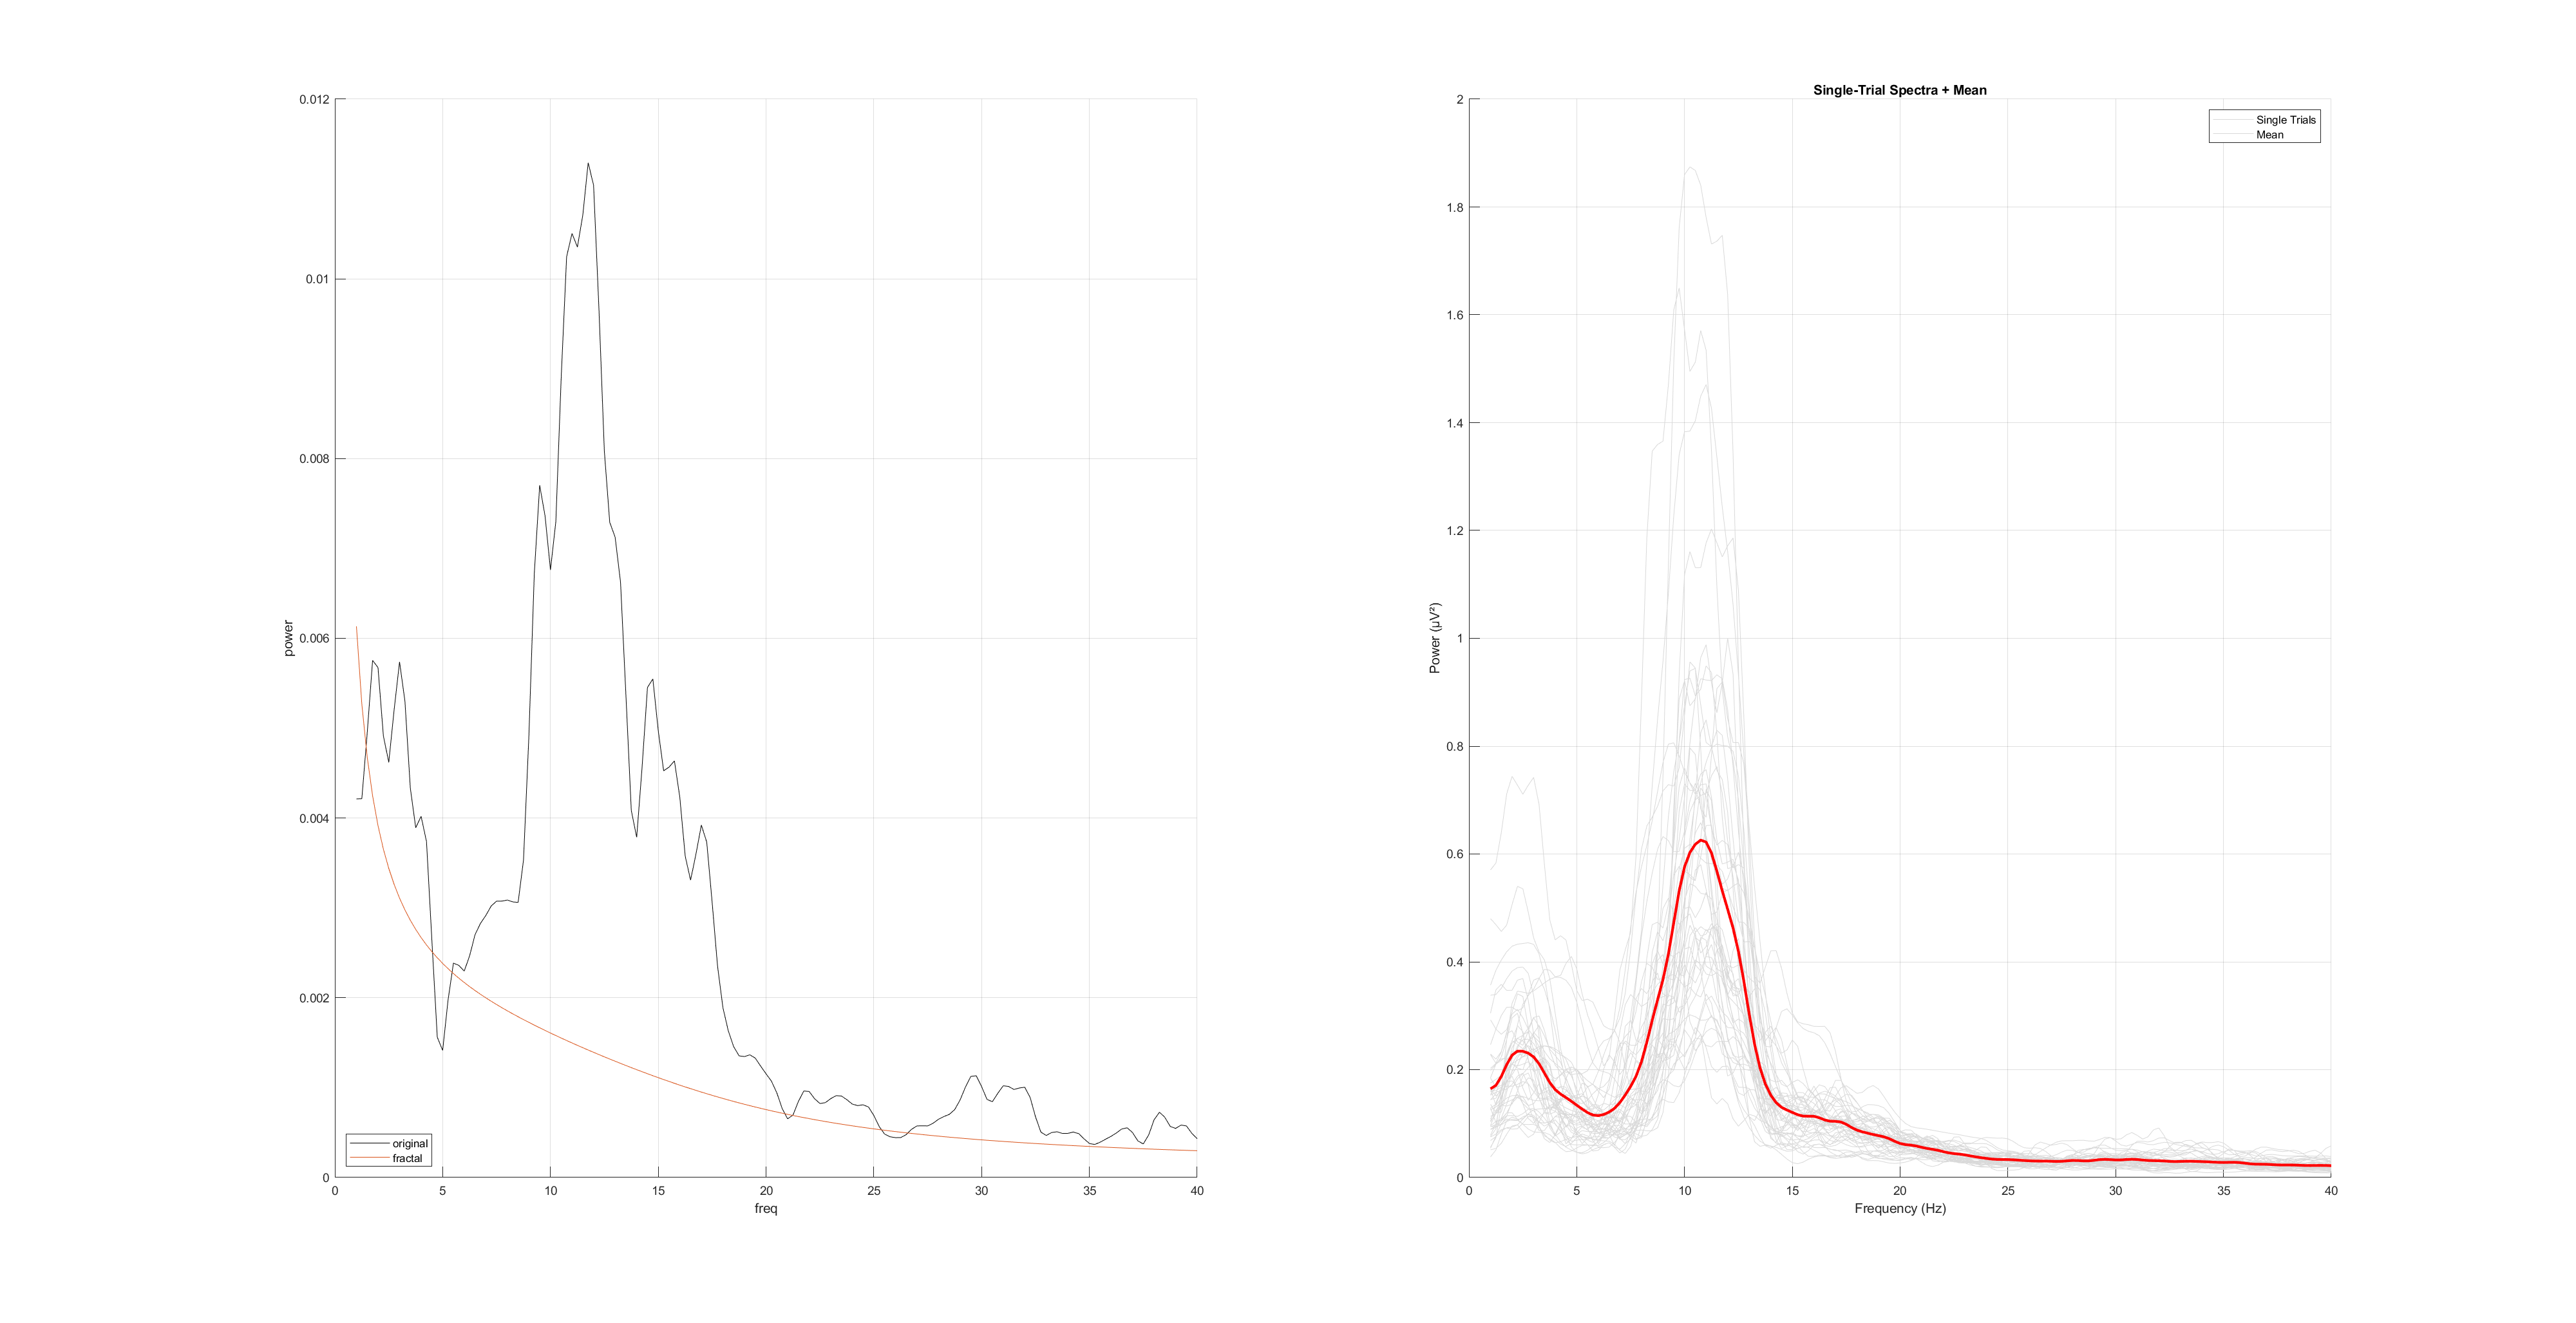 0.012
0.01
0.008
0.006
0.004
0.002
0
power
original
fractal
0 5 10 15 20 25 30 35 40
freq
Single-Trial Spectra + Mean
2
1.8
1.6
1.4
1.2
1
0.8
0.6
0.4
0.2
0
Power (µV²)
Single Trials
Mean
0 5 10 15 20 25 30 35 40
Frequency (Hz)